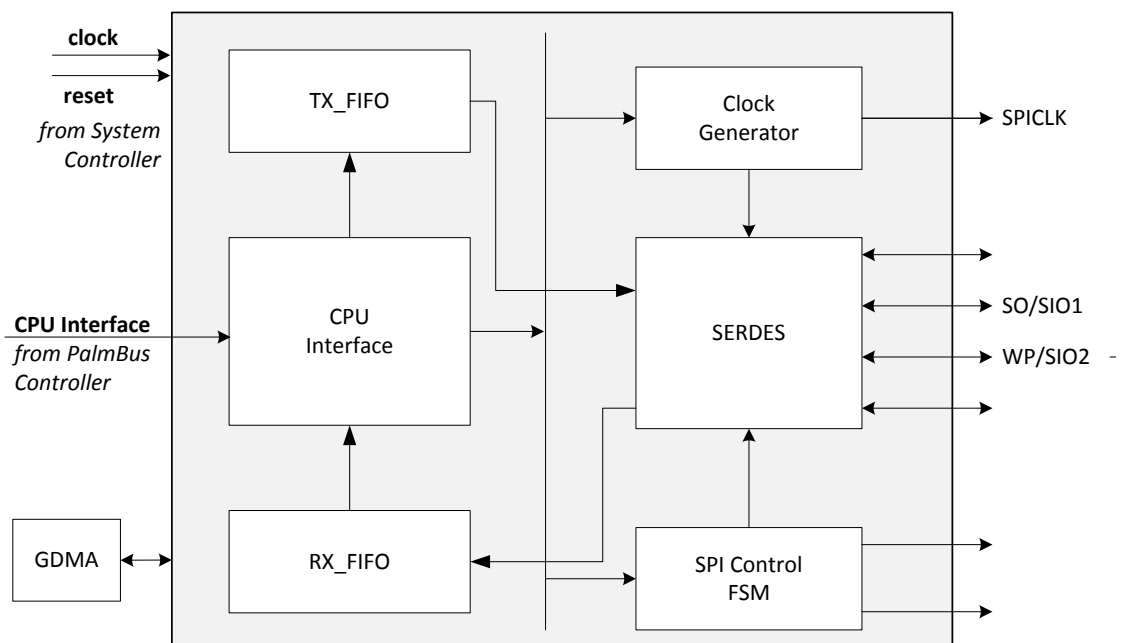 clock
reset
from System
Controller
TX_FIFO
Clock
Generator
SPICLK
CPU Interface
from PalmBus
Controller
CPU
Interface
SERDES
SO/SIO1
WP/SIO2 -
GDMA
RX_FIFO
SPI Control
FSM